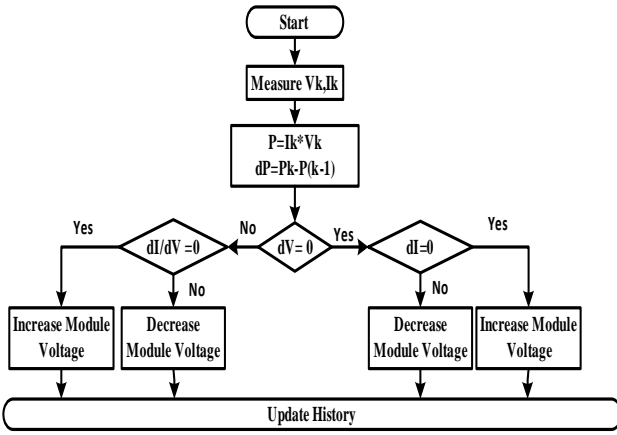 Start
Measure Vk,Ik
P=Ik*Vk
dP=Pk-P(k-1)
Yes
No
Yes
Yes
dI/dV =0
dV= 0
dI=0
No
No
Increase Module
Voltage
Decrease
Module Voltage
Decrease
Module Voltage
Increase Module
Voltage
Update History